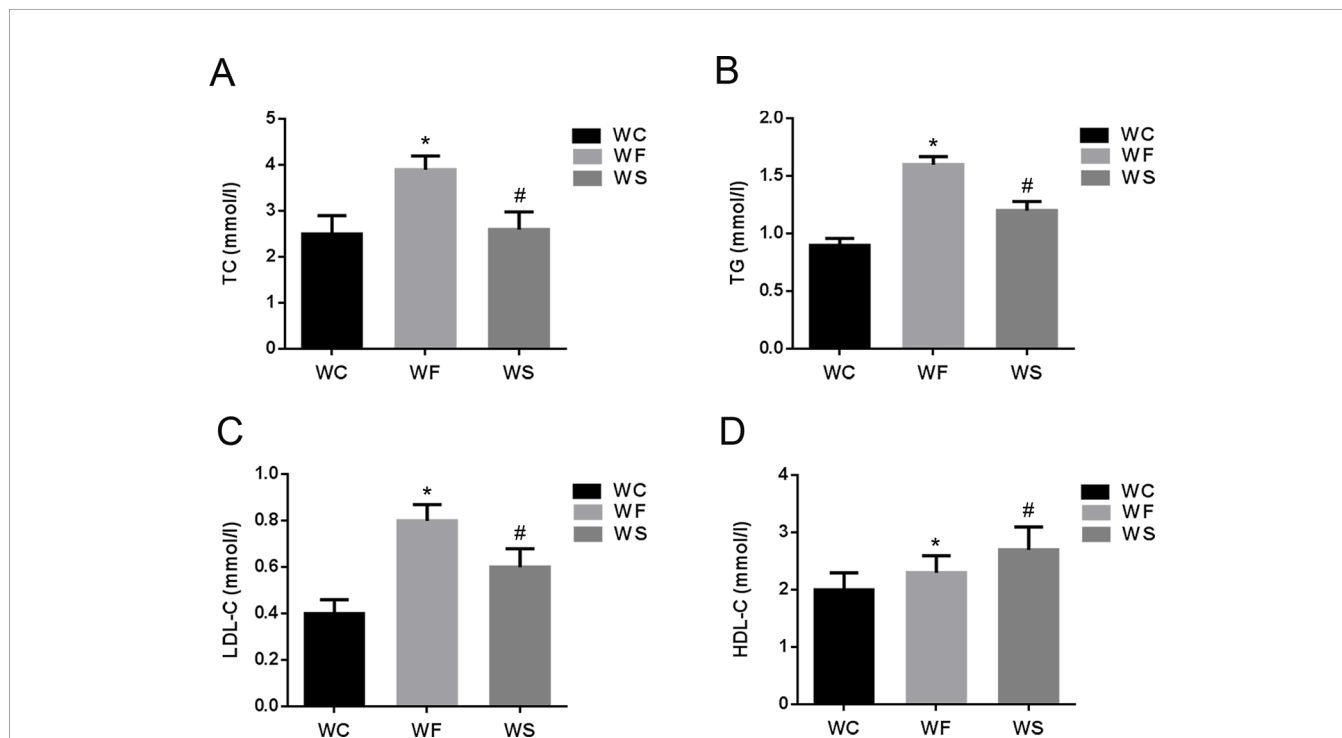 A
TC (mmol/l)
5
4
3
2
1
0
*
#
WC
WF
WS
WC WF WS
B
TG (mmol/l)
2.0
1.5
1.0
0.5
0.0
*
#
WC
WF
WS
WC WF WS
C
LDL-C (mmol/l)
1.0
0.8
0.6
0.4
0.2
0.0
*
#
WC
WF
WS
WC WF WS
D
HDL-C (mmol/l)
4
3
2
1
0
*
#
WC
WF
WS
WC WF WS